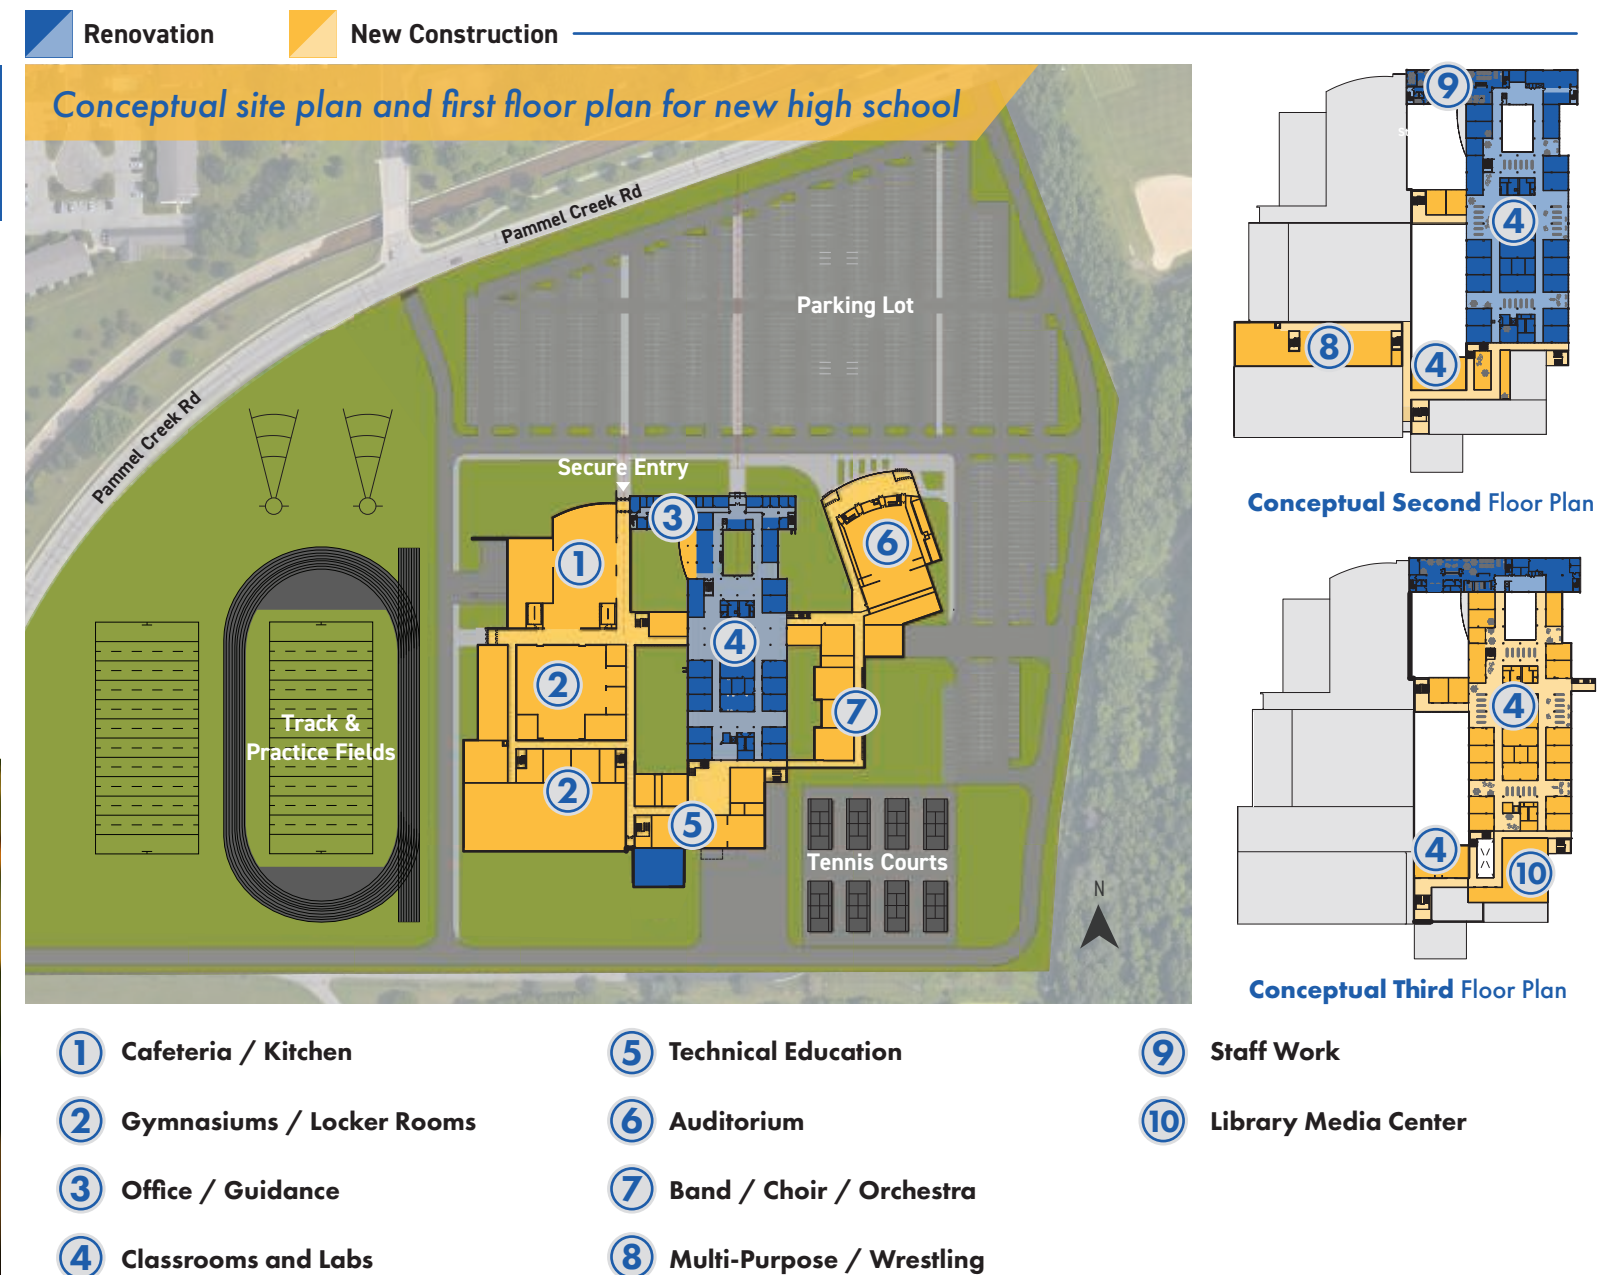 Renovation
New Construction
Conceptual site plan and first floor plan for new high school
Pammel Creek Rd
Parking Lot
Pammel Creek Rd
Secure Entry
3
6
1
4
2
7
Track &
Practice Fields
2
5
Tennis Courts
N
9
4
8
4
Conceptual Second Floor Plan
4
4
10
Conceptual Third Floor Plan
1 Cafeteria / Kitchen
2 Gymnasiums / Locker Rooms
3 Office / Guidance
4 Classrooms and Labs
5 Technical Education
6 Auditorium
7 Band / Choir / Orchestra
8 Multi-Purpose / Wrestling
9 Staff Work
10 Library Media Center